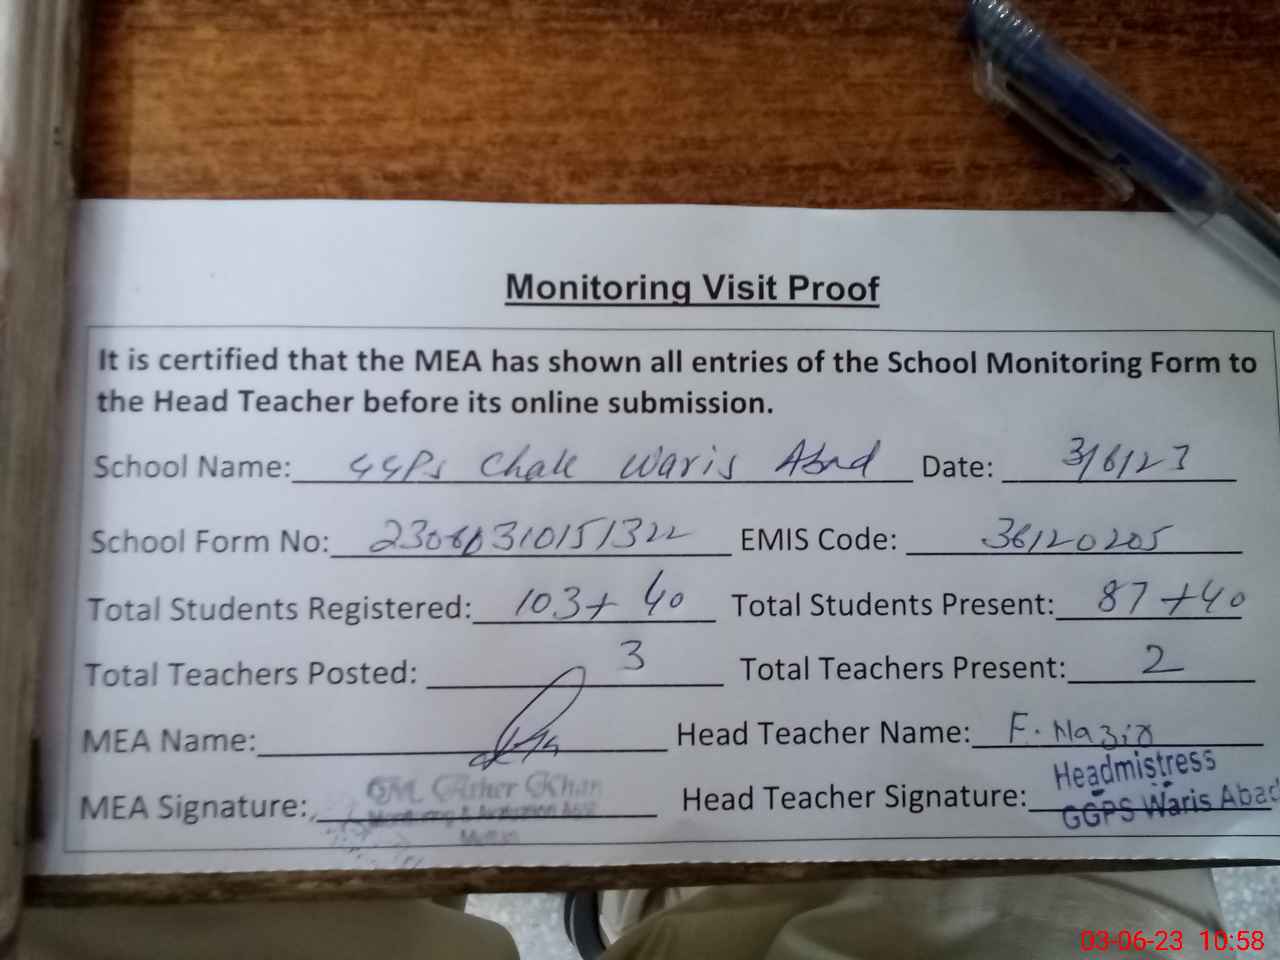 Monitoring Visit Proof
It is certified that the MEA has shown all entries of the School Monitoring Form to
the Head Teacher before its online submission.
School Name: GGPS Chak Waris Abad Date: 3/6/23
School Form No: EMIS Code: 36120205
Total Students Registered: 103+ 40 Total Students Present: 87+40
Total Teachers Posted: 3 Total Teachers Present: 2
MEA Name: Head Teacher Name: F. Nazir
MEA Signature: M. Ather Khan Head Teacher Signature: Headmistress
Monitoring & GGPS Waris Abad
03-06-23 10:58